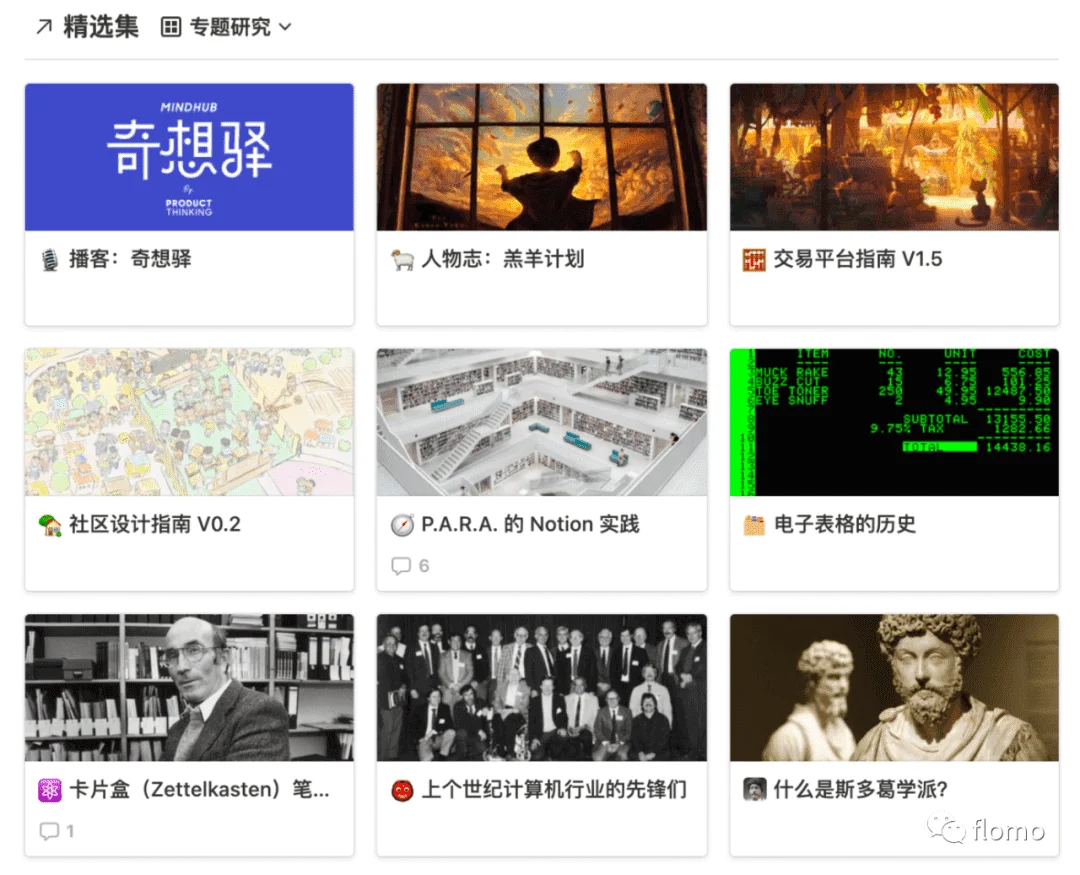 精选集 专题研究
MINDHUB
奇想驿
By
PRODUCT
THINKING
播客：奇想驿
人物志：羔羊计划
交易平台指南 V1.5
社区设计指南 V0.2
P.A.R.A. 的 Notion 实践
6
ITEM NO. UNIT COST
MUCK RAKE 43 12.95 556.85
BUZZ CUT 15 6.75 101.25
TOE TONER 250 49.95 12487.50
EYE SNUFF 2 4.95 9.90
SUBTOTAL 13155.50
9.75% TAX 1282.66
TOTAL 14438.16
电子表格的历史
卡片盒（Zettelkasten）笔...
1
上个世纪计算机行业的先锋们
什么是斯多葛学派?
flomo